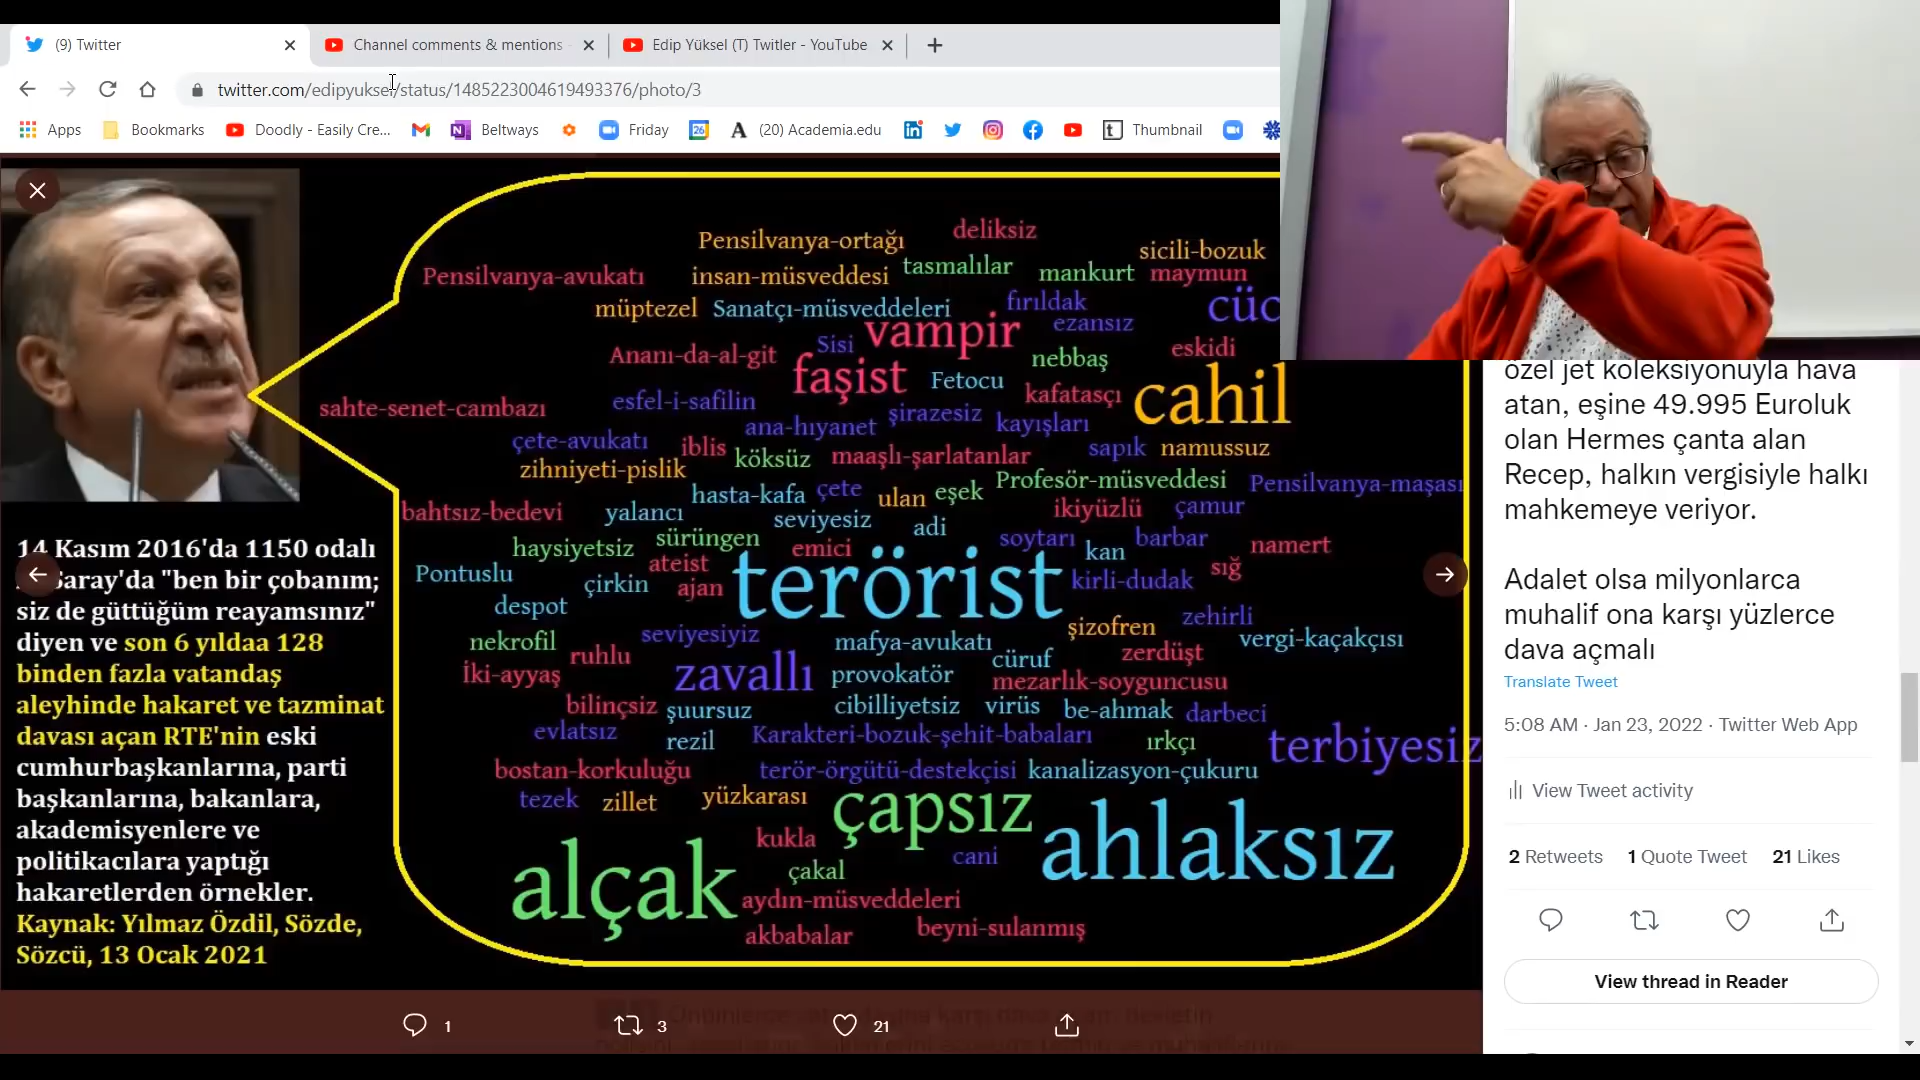 (9) Twitter
Channel comments & mentions
Edip Yüksel (T) Twitler - YouTube
twitter.com/edipyuksel/status/1485223004619493376/photo/3
Apps
Bookmarks
Doodly - Easily Cre...
Beltways
Friday
26
(20) Academia.edu
Thumbnail
14 Kasım 2016'da 1150 odalı
Saray'da "ben bir çobanım;
siz de güttüğüm reayamsınız"
diyen ve son 6 yıldaa 128
binden fazla vatandaş
aleyhinde hakaret ve tazminat
davası açan RTE'nin eski
cumhurbaşkanlarına, parti
başkanlarına, bakanlara,
akademisyenlere ve
politikacılara yaptığı
hakaretlerden örnekler.
Kaynak: Yılmaz Özdil, Sözde,
Sözcü, 13 Ocak 2021
deliksiz
Pensilvanya-ortağı sicili-bozuk
Pensilvanya-avukatı insan-müsveddesi tasmalılar mankurt maymun
müptezel Sanatçı-müsveddeleri fırıldak cüc
vampir ezansız
Ananı-da-al-git Sisi nebbaş eskidi
faşist Fetocu kafatasçı cahil
sahte-senet-cambazı esfel-i-safilin şirazesiz kayışları
çete-avukatı iblis ana-hıyanet sapık namussuz
zihniyeti-pislik köksüz maaşlı-şarlatanlar
hasta-kafa çete ulan eşek Profesör-müsveddesi Pensilvanya-maşası
bahtsız-bedevi yalancı seviyesiz adi ikiyüzlü çamur
haysiyetsiz sürüngen emici soytarı kan barbar namert
Pontuslu çirkin ateist ajan terörist kirli-dudak sığ
despot şizofren zehirli
nekrofil seviyesiyiz mafya-avukatı vergi-kaçakçısı
İki-ayyaş ruhlu zavallı provokatör cüruf zerdüşt
mezarlık-soyguncusu
bilinçsiz şuursuz cibilliyetsiz virüs be-ahmak darbeci
evlatsız rezil Karakteri-bozuk-şehit-babaları ırkçı terbiyesiz
bostan-korkuluğu terör-örgütü-destekçisi kanalizasyon-çukuru
tezek zillet yüzkarası çapsız
kukla ahlaksız
alçak çakal cani
aydın-müsveddeleri
akbabalar beyni-sulanmış
1 3 21
özel jet koleksiyonuyla hava
atan, eşine 49.995 Euroluk
olan Hermes çanta alan
Recep, halkın vergisiyle halkı
mahkemeye veriyor.
Adalet olsa milyonlarca
muhalif ona karşı yüzlerce
dava açmalı
Translate Tweet
5:08 AM · Jan 23, 2022 · Twitter Web App
View Tweet activity
2 Retweets 1 Quote Tweet 21 Likes
View thread in Reader